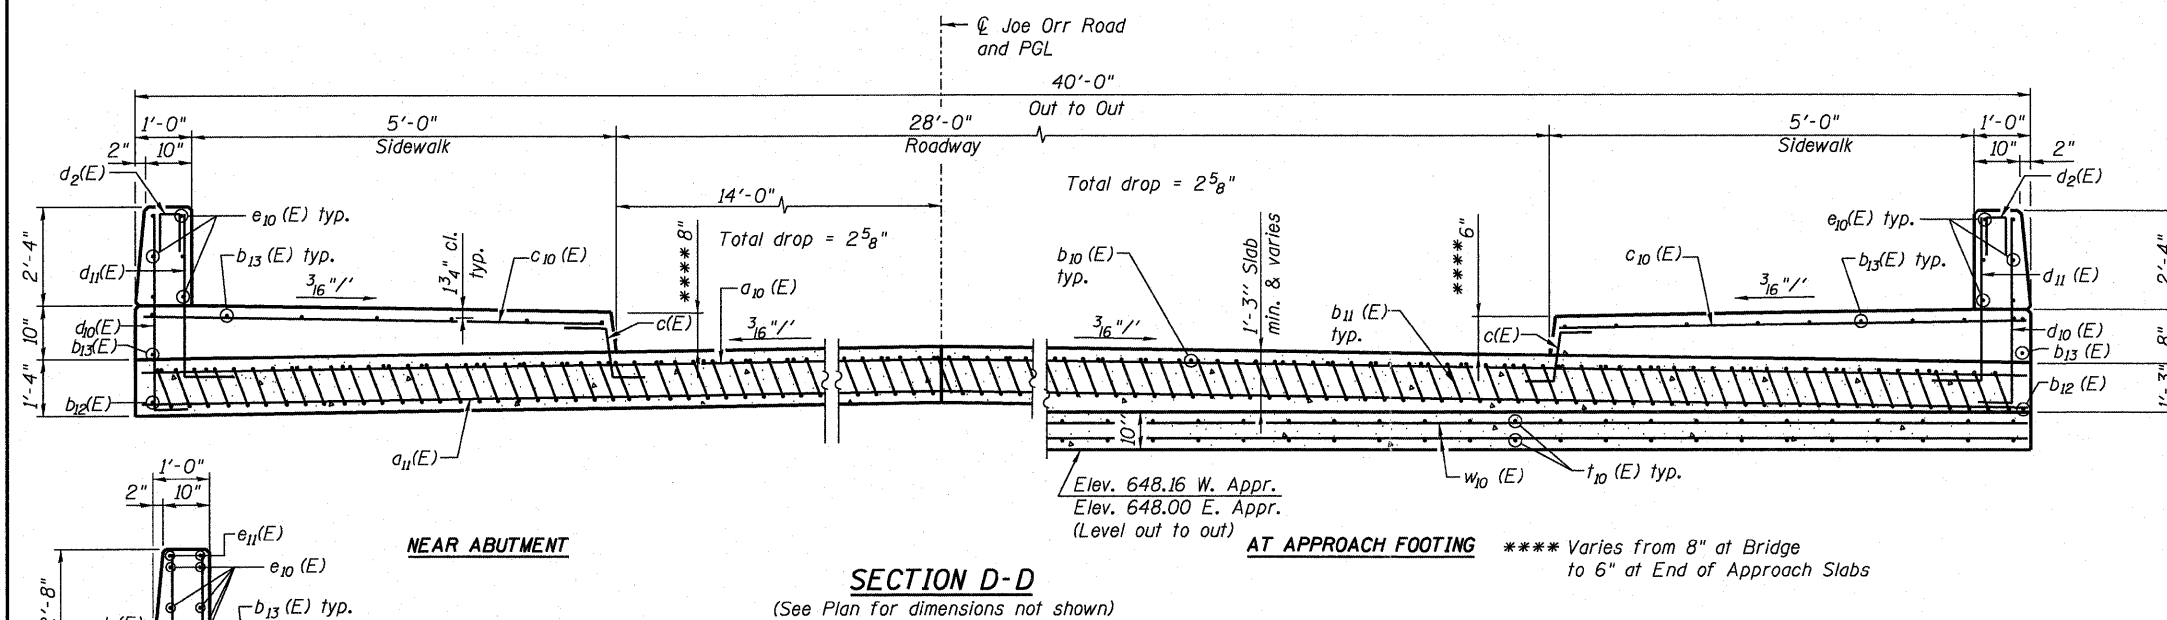 ℄ Joe Orr Road
and PGL
40'-0"
Out to Out
1'-0"
5'-0"
Sidewalk
28'-0"
Roadway
5'-0"
Sidewalk
1'-0"
2"
10"
10"
2"
d2(E)
d2(E)
Total drop = 2 5/8"
14'-0"
Total drop = 2 5/8"
e10 (E) typ.
e10(E) typ.
2'-4"
2'-4"
d11(E)
b13 (E) typ.
1 3/4" cl.
typ.
c10 (E)
**** 8"
a10 (E)
b10 (E)
typ.
1'-3" Slab
min. & varies
****6"
c10 (E)
b13(E) typ.
d11 (E)
3/16"/'
3/16"/'
10"
d10(E)
b13(E)
c(E)
3/16"/'
3/16"/'
b11 (E)
typ.
c(E)
d10 (E)
8"
b13 (E)
1'-4"
b12(E)
b12 (E)
1'-3"
a11(E)
10"
w10 (E)
t10 (E) typ.
Elev. 648.16 W. Appr.
Elev. 648.00 E. Appr.
(Level out to out)
1'-0"
2"
10"
e11(E)
e10 (E)
b13 (E) typ.
NEAR ABUTMENT
AT APPROACH FOOTING
**** Varies from 8" at Bridge
to 6" at End of Approach Slabs
SECTION D-D
(See Plan for dimensions not shown)